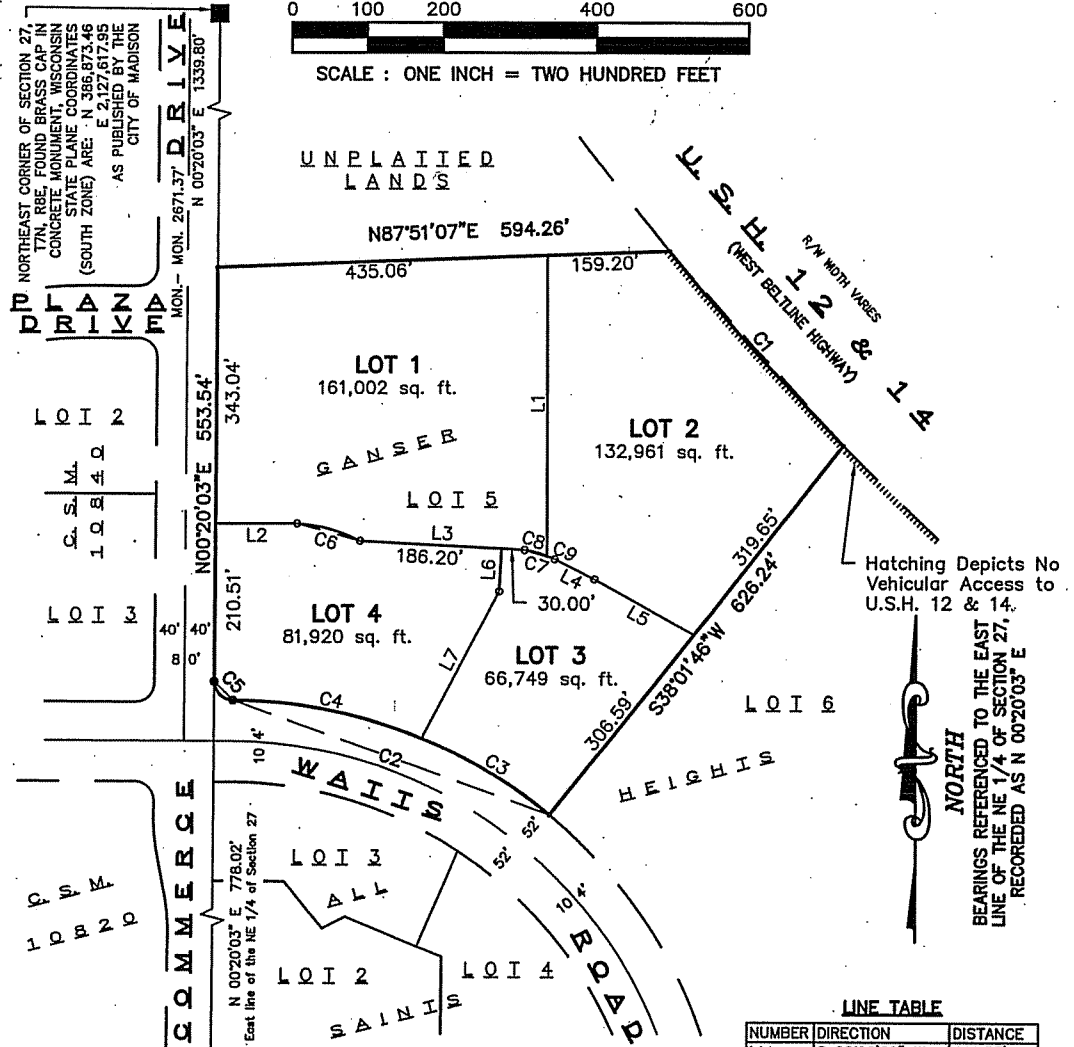 0 100 200 400 600
SCALE : ONE INCH = TWO HUNDRED FEET
NORTHEAST CORNER OF SECTION 27,
T7N, R8E, FOUND BRASS CAP IN
CONCRETE MONUMENT, WISCONSIN
STATE PLANE COORDINATES
(SOUTH ZONE) ARE: N 386,873.46
E 2,127,617.95
AS PUBLISHED BY THE
CITY OF MADISON
MON.- MON. 2671.37'
DRIVE
N 00°20'03" E 1339.80'
UNPLATTED
LANDS
U. S. H. 12 & 14
(WEST BELTLINE HIGHWAY)
R/W WIDTH VARIES
N87°51'07"E 594.26'
435.06'
159.20'
PLAZA
DRIVE
C1
LOT 1
161,002 sq. ft.
L1
LOT 2
132,961 sq. ft.
N00°20'03"E 553.54'
343.04'
210.51'
LOT 2
C. S. M.
10840
LOT 3
GANSER
LOT 5
L2
C6
L3
186.20'
C8
C9
C7
L4
L5
L6
30.00'
319.65'
626.24'
S38°01'46"W
306.59'
Hatching Depicts No
Vehicular Access to
U.S.H. 12 & 14.
LOT 4
81,920 sq. ft.
L7
LOT 3
66,749 sq. ft.
40'
40'
80'
C5
C4
C2
C3
104'
WATTS
52'
52'
104'
ROAD
LOT 6
HEIGHTS
NORTH
BEARINGS REFERENCED TO THE EAST
LINE OF THE NE 1/4 OF SECTION 27,
RECORDED AS N 00°20'03" E
COMMERCE
N 00°20'03" E 778.02'
East line of the NE 1/4 of Section 27
C. S. M.
10820
LOT 3
ALL
LOT 2
LOT 4
SAINTS
LINE TABLE
NUMBER DIRECTION DISTANCE